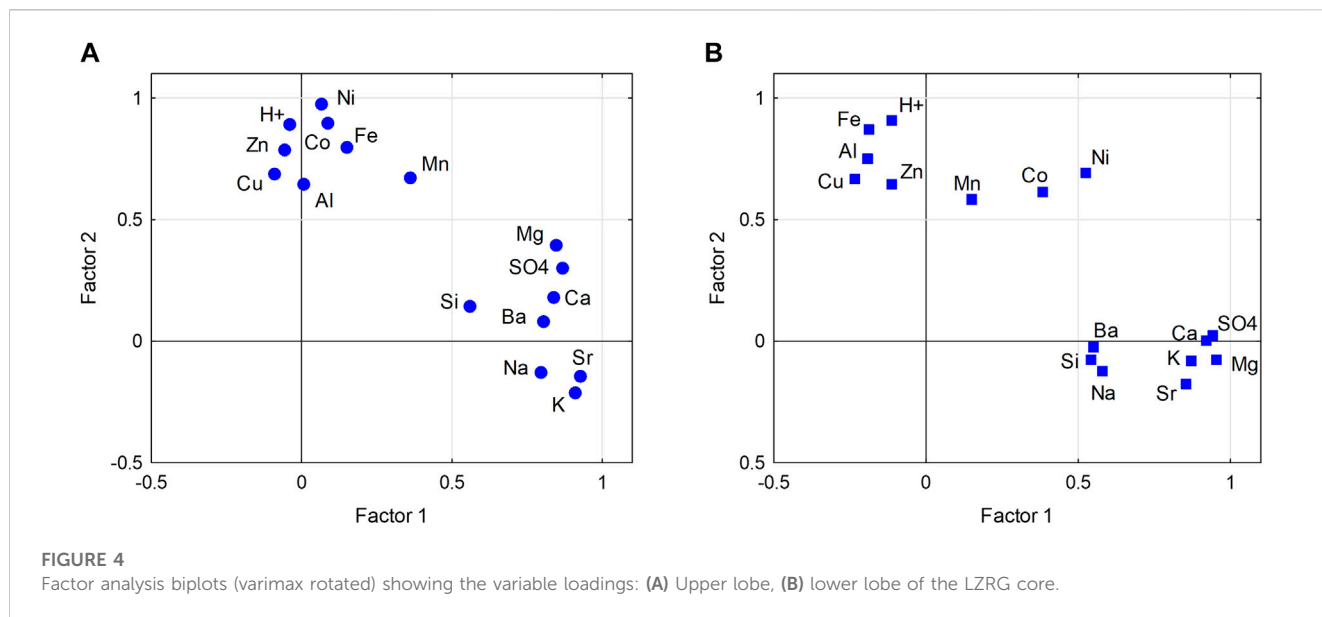 A
B
1
Ni
H+
Co
Fe
Zn
Mn
Cu
Al
0.5
Mg
SO4
Ca
Si
Ba
0
Na
Sr
K
-0.5
-0.5
0
0.5
1
Factor 2
Factor 1
1
H+
Fe
Al
Zn
Ni
Cu
Mn
Co
0.5
Ba
SO4
Ca
0
Si
K
Mg
Na
Sr
0.5
-0.5
0
0.5
1
Factor 2
Factor 1
FIGURE 4
Factor analysis biplots (varimax rotated) showing the variable loadings: (A) Upper lobe, (B) lower lobe of the LZRG core.